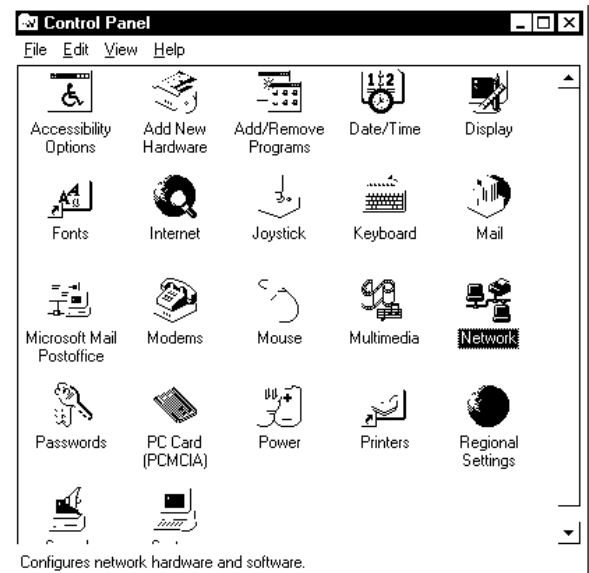 Control Panel
File Edit View Help
Accessibility Options
Add New Hardware
Add/Remove Programs
Date/Time
Display
Fonts
Internet
Joystick
Keyboard
Mail
Microsoft Mail Postoffice
Modems
Mouse
Multimedia
Network
Passwords
PC Card (PCMCIA)
Power
Printers
Regional Settings
Configures network hardware and software.